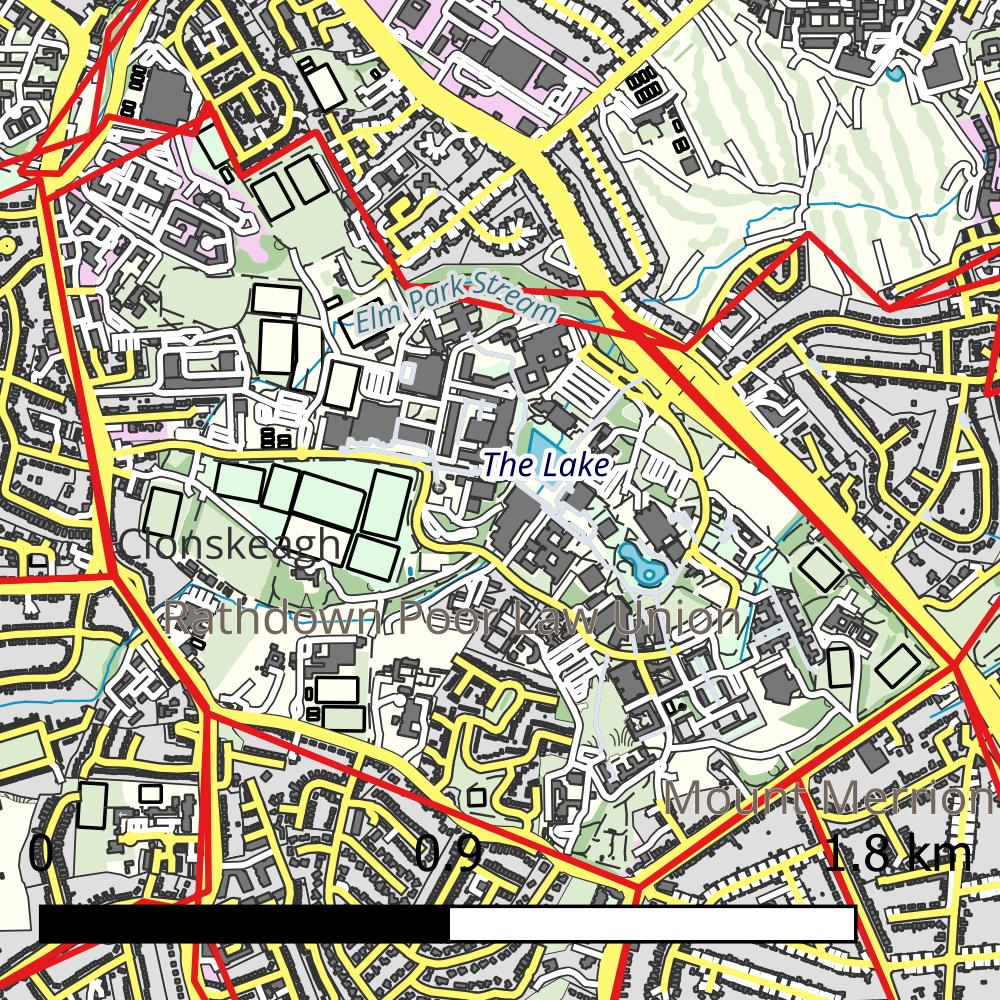 Elm Park Stream
The Lake
Clonskeagh
Rathdown Poor Law Union
Mount Merrion
0 0.9 1.8 km